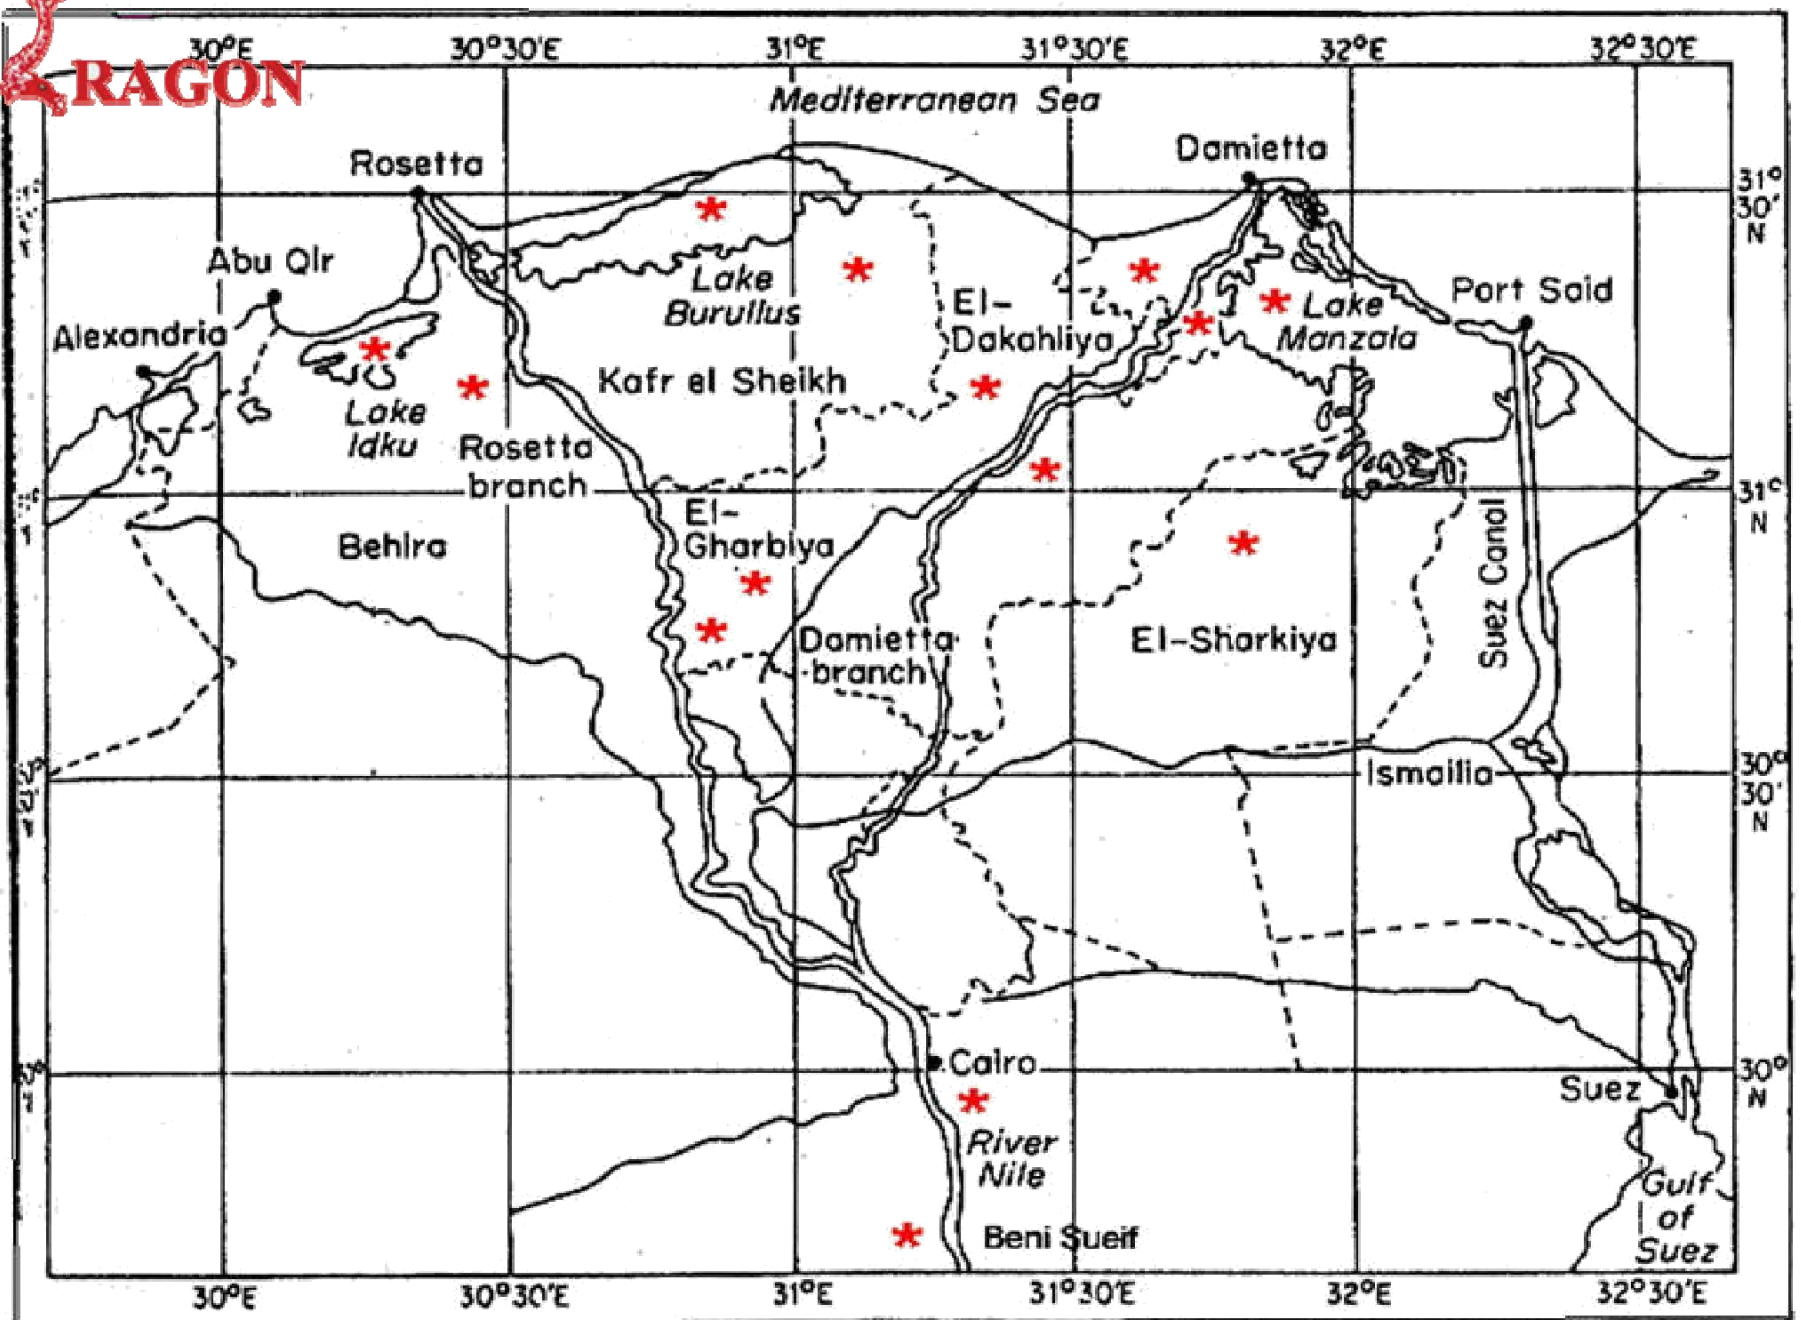 RAGON
30°E 30°30'E 31°E 31°30'E 32°E 32°30'E
Mediterranean Sea
Rosetta
Damietta
31°
30'
N
Abu Qir
Alexandria
Lake
Burullus
El-
Dakahliya
Lake
Manzala
Port Said
Kafr el Sheikh
Lake
Idku
Rosetta
branch
31°
N
El-
Gharbiya
Behira
Suez Canal
Damietta
branch
El-Sharkiya
Ismailia
30°
30'
N
Cairo
30°
N
Suez
River
Nile
Gulf
of
Suez
Beni Sueif
30°E 30°30'E 31°E 31°30'E 32°E 32°30'E